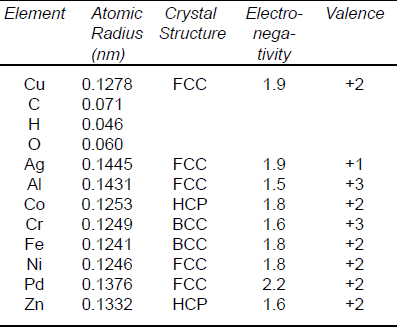 Element Atomic Crystal Electro- Valence
Radius Structure nega-
(nm) tivity
Cu 0.1278 FCC 1.9 +2
C 0.071
H 0.046
O 0.060
Ag 0.1445 FCC 1.9 +1
Al 0.1431 FCC 1.5 +3
Co 0.1253 HCP 1.8 +2
Cr 0.1249 BCC 1.6 +3
Fe 0.1241 BCC 1.8 +2
Ni 0.1246 FCC 1.8 +2
Pd 0.1376 FCC 2.2 +2
Zn 0.1332 HCP 1.6 +2